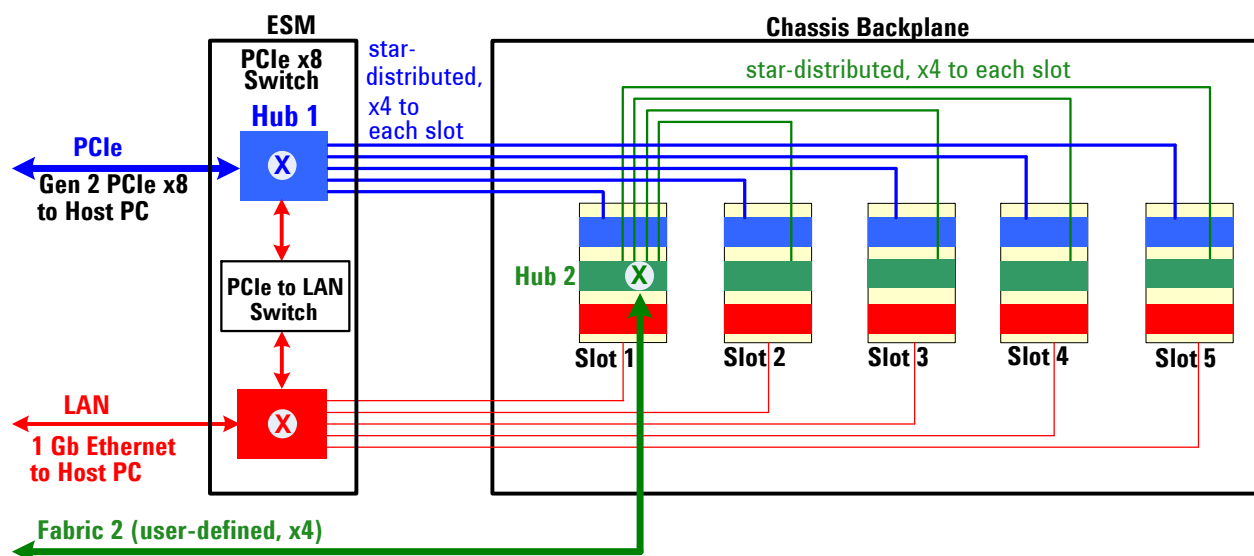 ESM
Chassis Backplane
PCIe x8
Switch
Hub 1
star-
distributed,
x4 to
each slot
star-distributed, x4 to each slot
PCIe
X
Gen 2 PCIe x8
to Host PC
Hub 2
X
PCIe to LAN
Switch
Slot 1
Slot 2
Slot 3
Slot 4
Slot 5
LAN
X
1 Gb Ethernet
to Host PC
Fabric 2 (user-defined, x4)